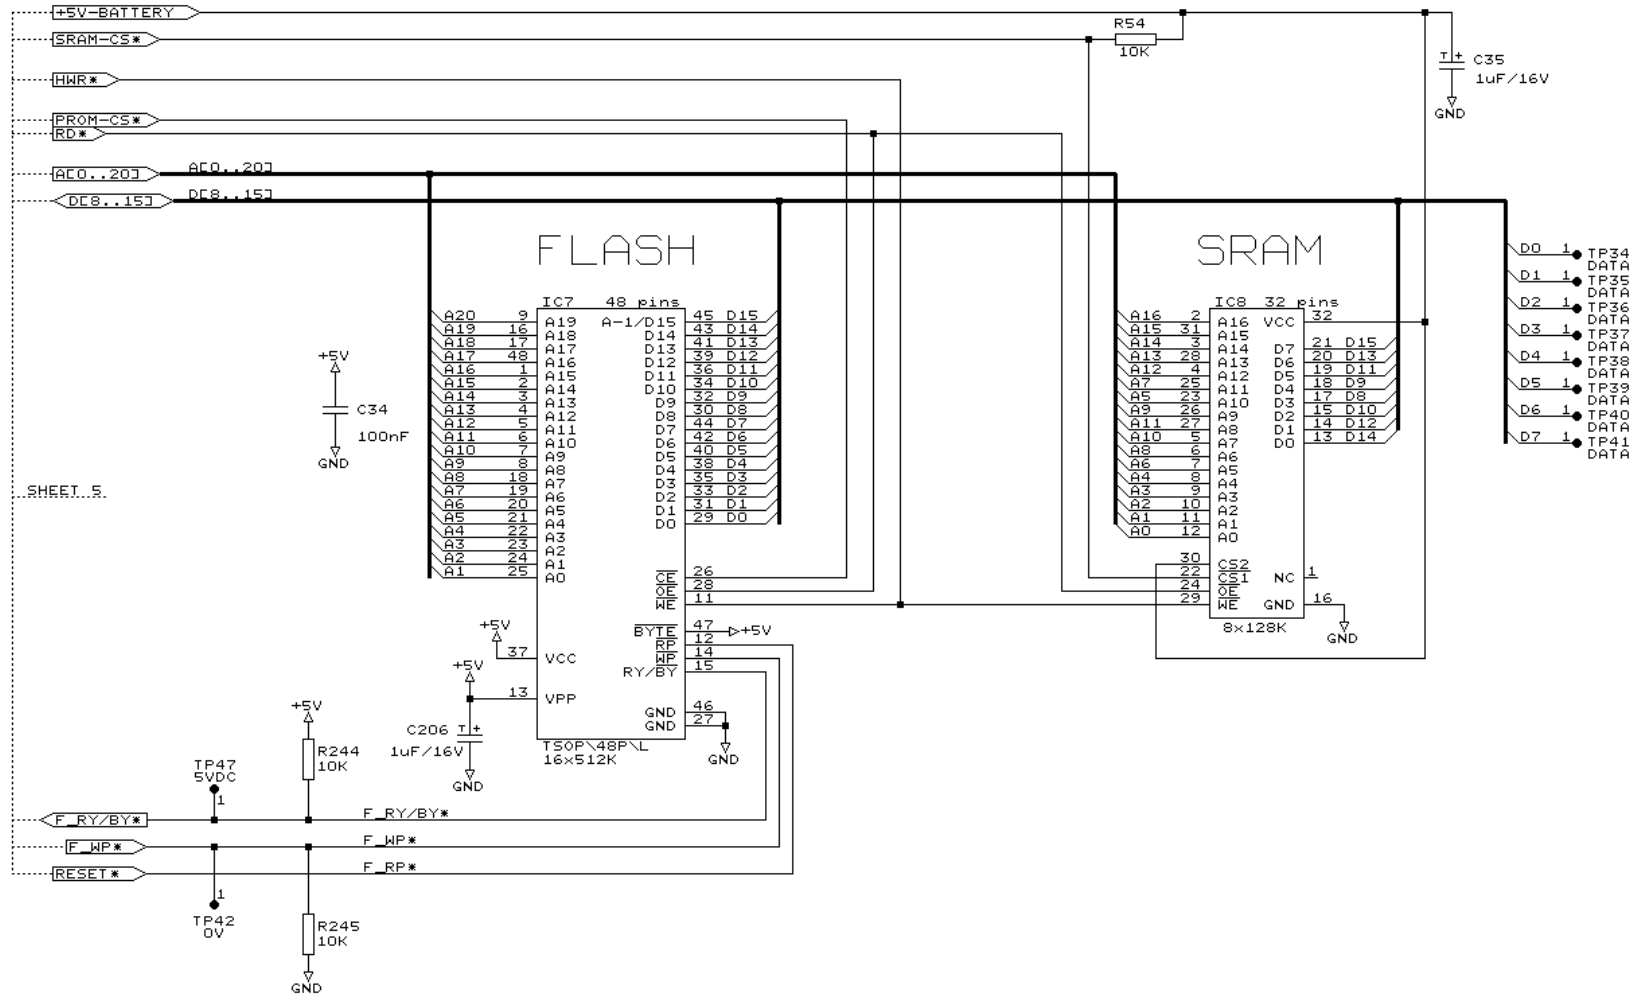 +5V-BATTERY
SRAM-CS*
HWR*
PROM-CS*
RD*
A[0..20] A[0..20]
D[8..15] D[8..15]
R54
10K
C35
1uF/16V
T +
GND
FLASH
IC7 48 pins
A20 9 A19 A-1/D15 45 D15
A19 16 A18 D14 43 D14
A18 17 A17 D13 41 D13
A17 48 A16 D12 39 D12
A16 1 A15 D11 36 D11
A15 2 A14 D10 34 D10
A14 3 A13 D9 32 D9
A13 4 A12 D8 30 D8
A12 5 A11 D7 44 D7
A11 6 A10 D6 42 D6
A10 7 A9 D5 40 D5
A9 8 A8 D4 38 D4
A8 18 A7 D3 35 D3
A7 19 A6 D2 33 D2
A6 20 A5 D1 31 D1
A5 21 A4 D0 29 D0
A4 22 A3
A3 23 A2
A2 24 A1
A1 25 A0
CE 26
OE 28
WE 11
BYTE 47 +5V
RP 12
WP 14
RY/BY 15
+5V
37 VCC
+5V
13 VPP
GND 46
GND 27
GND
TSOP\48P\L
16x512K
C206 T +
1uF/16V
GND
+5V
C34
100nF
GND
SHEET 5
SRAM
IC8 32 pins
A16 2 A16 VCC 32
A15 31 A15
A14 3 A14 D7 21 D15
A13 28 A13 D6 20 D13
A12 4 A12 D5 19 D11
A7 25 A11 D4 18 D9
A5 23 A10 D3 17 D8
A9 26 A9 D2 15 D10
A11 27 A8 D1 14 D12
A10 5 A7 D0 13 D14
A8 6 A6
A6 7 A5
A4 8 A4
A3 9 A3
A2 10 A2
A1 11 A1
A0 12 A0
30 CS2
22 CS1 NC 1
24 OE
29 WE GND 16
8x128K
GND
D0 1 TP34
DATA
D1 1 TP35
DATA
D2 1 TP36
DATA
D3 1 TP37
DATA
D4 1 TP38
DATA
D5 1 TP39
DATA
D6 1 TP40
DATA
D7 1 TP41
DATA
+5V
R244
10K
TP47
5VDC
1
F_RY/BY* F_RY/BY*
F_WP* F_WP*
RESET* F_RP*
1
TP42
0V
R245
10K
GND